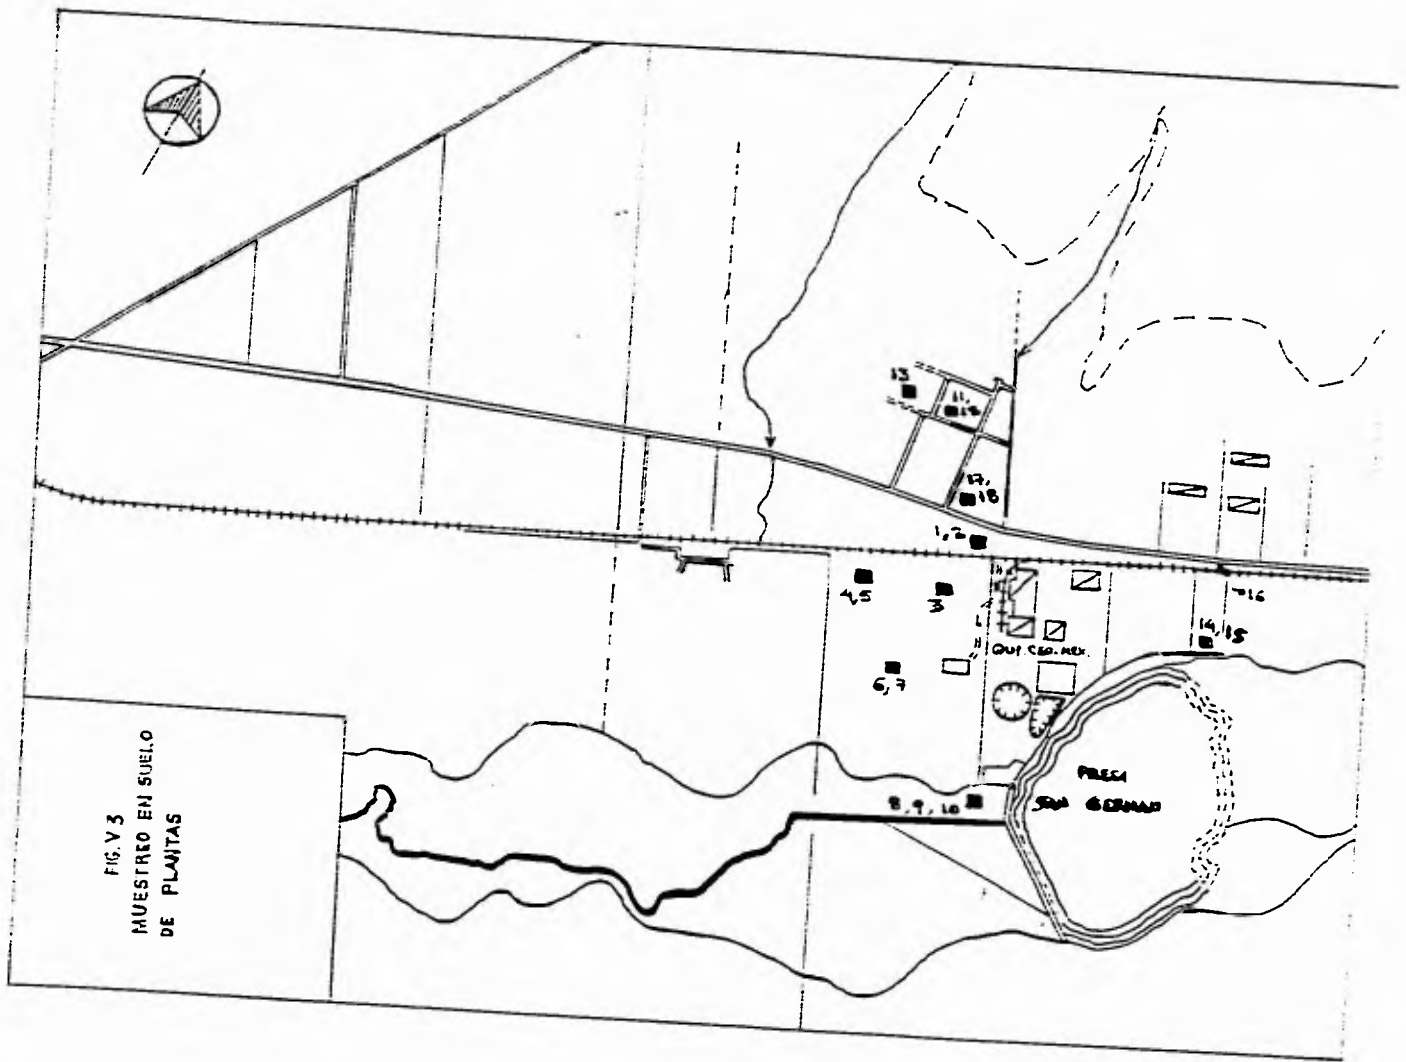 13
11,
12
17,
18
1,2
4,5
3
16
14,15
QUI. CRO. MEX.
6,7
PRESA
SAN GERMAN
8,9,10
FIG. V 3
MUESTREO EN SUELO
DE PLANTAS